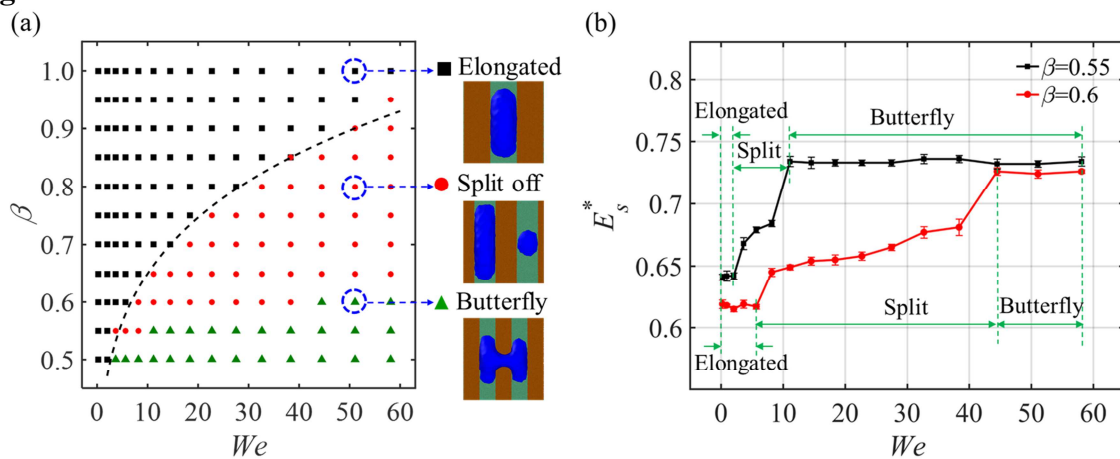 g
(a)
β
1.0
0.9
0.8
0.7
0.6
0.5
0 10 20 30 40 50 60
We
Elongated
Split off
Butterfly
(b)
E*s
0.8
0.75
0.7
0.65
0.6
0 10 20 30 40 50 60
We
β=0.55
β=0.6
Elongated
Split
Butterfly
Split
Butterfly
Elongated